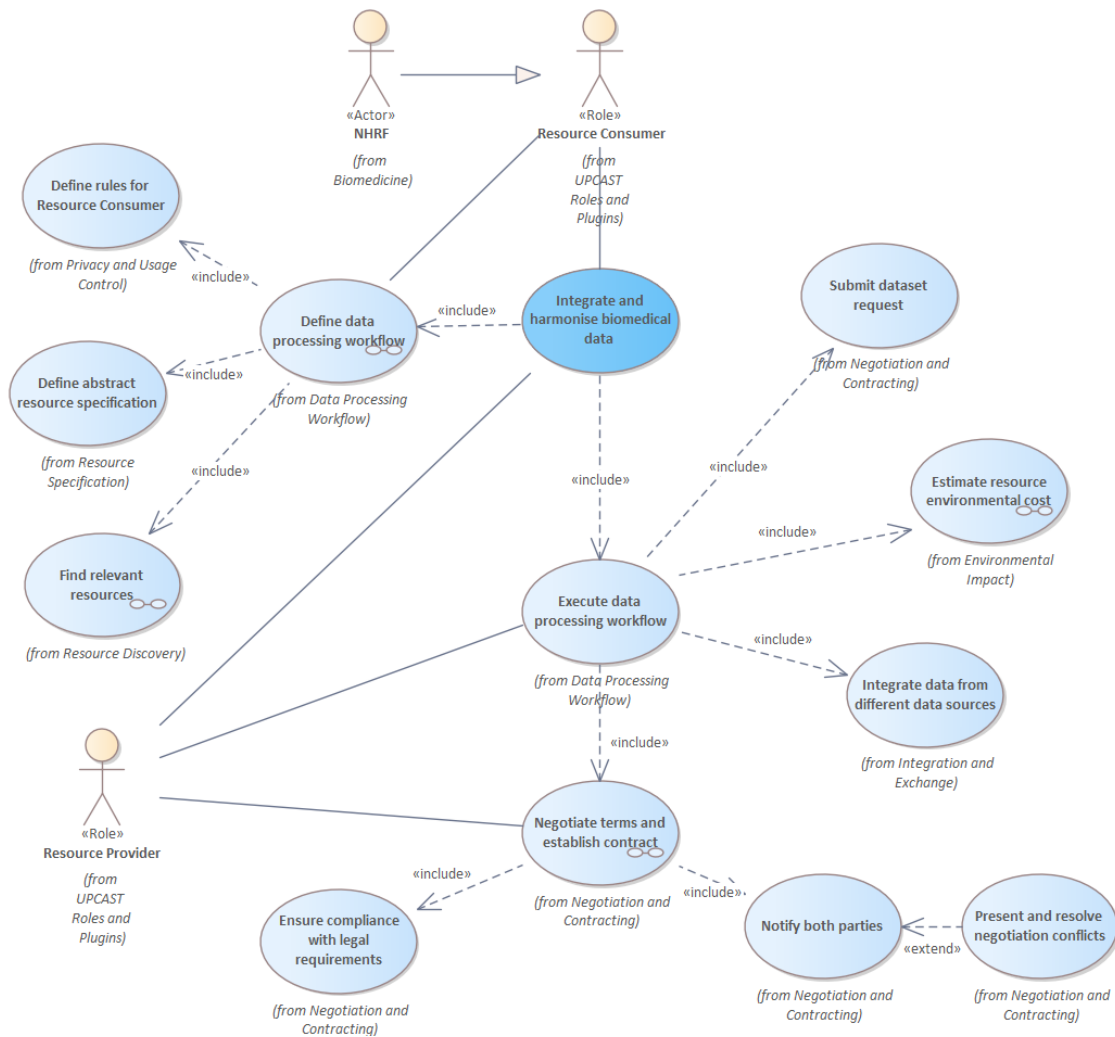 «Actor»
NHRF
(from
Biomedicine)
«Role»
Resource Consumer
(from
UPCAST
Roles and
Plugins)
Define rules for
Resource Consumer
(from Privacy and Usage
Control)
«include»
Define data
processing workflow
(from Data Processing
Workflow)
«include»
Integrate and
harmonise biomedical
data
Submit dataset
request
(from Negotiation and
Contracting)
«include»
Define abstract
resource specification
(from Resource
Specification)
«include»
Find relevant
resources
(from Resource Discovery)
«include»
«include»
Estimate resource
environmental cost
(from Environmental
Impact)
«include»
Execute data
processing workflow
(from Data Processing
Workflow)
«include»
Integrate data from
different data sources
(from Integration and
Exchange)
«include»
«Role»
Resource Provider
(from
UPCAST
Roles and
Plugins)
Negotiate terms and
establish contract
(from Negotiation and
Contracting)
«include»
Ensure compliance
with legal
requirements
(from Negotiation and
Contracting)
«include»
Notify both parties
(from Negotiation and
Contracting)
«extend»
Present and resolve
negotiation conflicts
(from Negotiation and
Contracting)